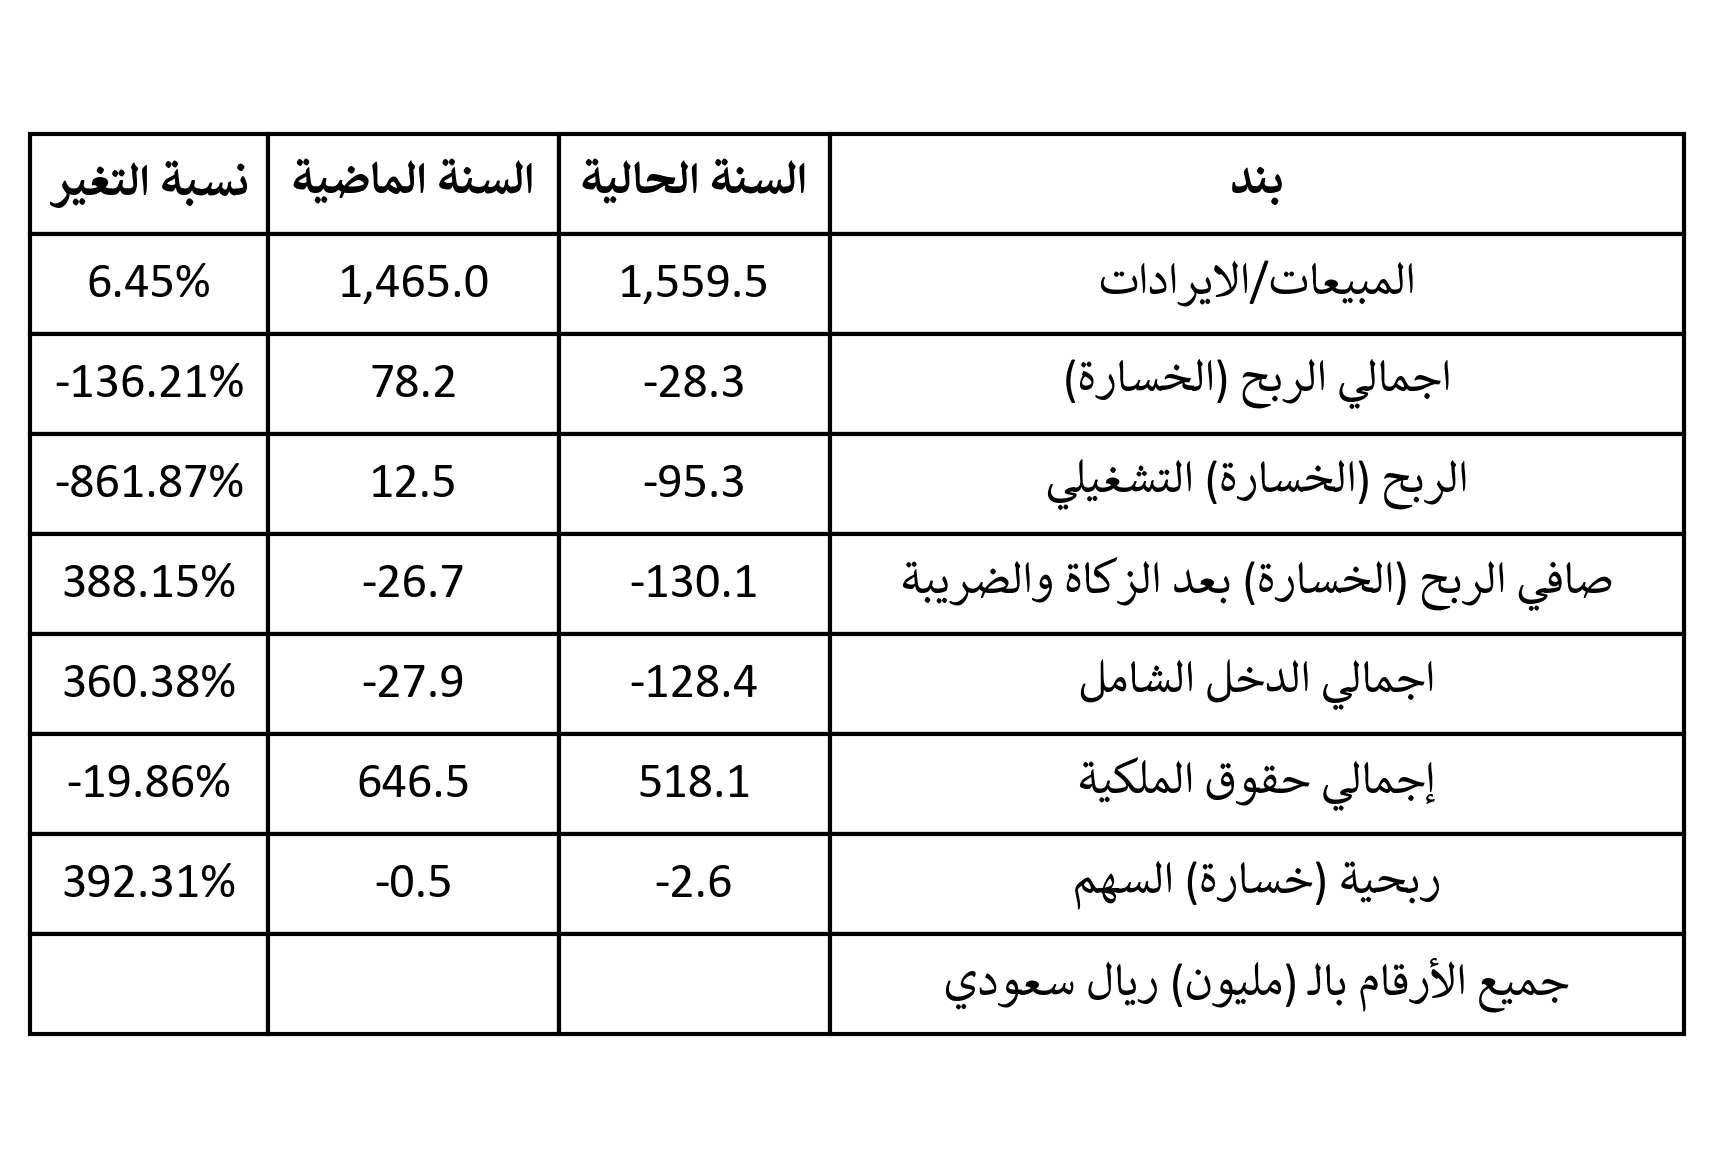 بند السنة الحالية السنة الماضية نسبة التغير
المبيعات/الايرادات 1,559.5 1,465.0 6.45%
اجمالي الربح (الخسارة) -28.3 78.2 -136.21%
الربح (الخسارة) التشغيلي -95.3 12.5 -861.87%
صافي الربح (الخسارة) بعد الزكاة والضريبة -130.1 -26.7 388.15%
اجمالي الدخل الشامل -128.4 -27.9 360.38%
إجمالي حقوق الملكية 518.1 646.5 -19.86%
ربحية (خسارة) السهم -2.6 -0.5 392.31%
جميع الأرقام بالـ (مليون) ريال سعودي